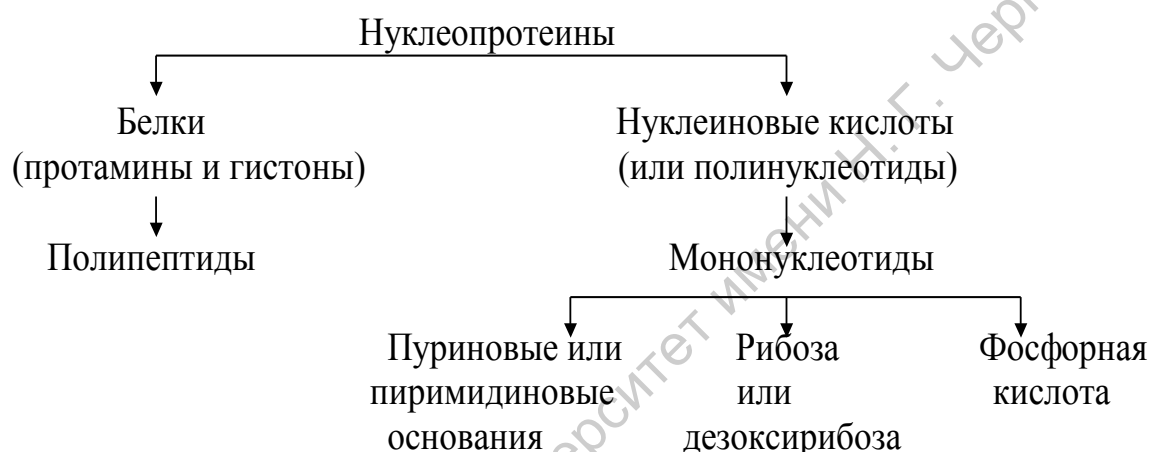 Нуклеопротеины
Белки
(протамины и гистоны)
Нуклеиновые кислоты
(или полинуклеотиды)
Полипептиды
Мононуклеотиды
Пуриновые или
пиримидиновые
основания
Рибоза
или
дезоксирибоза
Фосфорная
кислота
имени Н. Г.